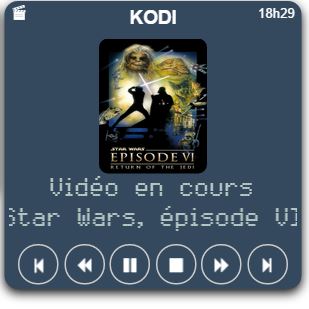 KODI
18h29
STAR WARS
EPISODE VI
RETURN OF THE JEDI
Vidéo en cours
Star Wars, épisode VI